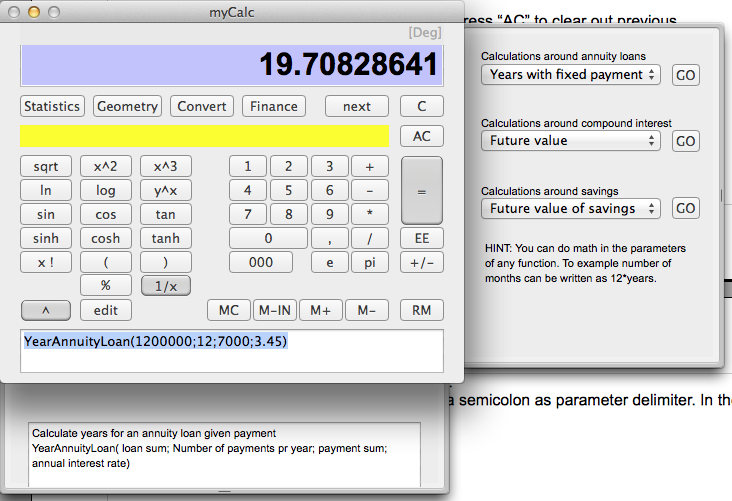 myCalc
ress “AC” to clear out previous
[Deg]
19.70828641
Statistics Geometry Convert Finance next C
AC
sqrt x^2 x^3 1 2 3 +
ln log y^x 4 5 6 - =
sin cos tan 7 8 9 *
sinh cosh tanh 0 , / EE
x ! ( ) 000 e pi +/-
% 1/x
^ edit MC M-IN M+ M- RM
YearAnnuityLoan(1200000;12;7000;3.45)
Calculations around annuity loans
Years with fixed payment GO
Calculations around compound interest
Future value GO
Calculations around savings
Future value of savings GO
HINT: You can do math in the parameters
of any function. To example number of
months can be written as 12*years.
a semicolon as parameter delimiter. In the
Calculate years for an annuity loan given payment
YearAnnuityLoan( loan sum; Number of payments pr year; payment sum;
annual interest rate)